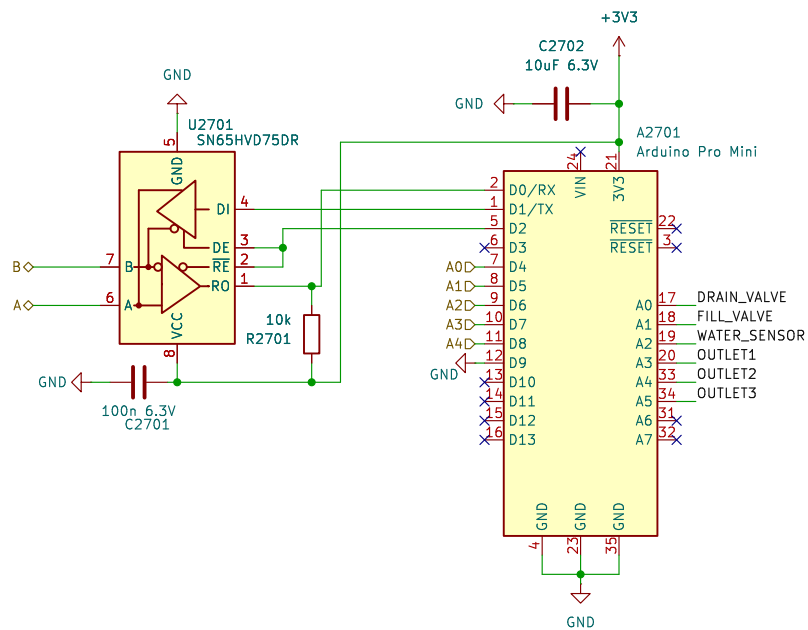 +3V3
C2702
10uF 6.3V
GND
GND
U2701
SN65HVD75DR
A2701
Arduino Pro Mini
5
GND
24
VIN
21
3V3
DI 4
DE 3
RE 2
RO 1
7 B
6 A
B
A
VCC
8
10k
R2701
GND
100n 6.3V
C2701
2 D0/RX
1 D1/TX
5 D2
6 D3
A0 7 D4
A1 8 D5
A2 9 D6
A3 10 D7
A4 11 D8
GND 12 D9
13 D10
14 D11
15 D12
16 D13
RESET 22
RESET 3
A0 17 DRAIN_VALVE
A1 18 FILL_VALVE
A2 19 WATER_SENSOR
A3 20 OUTLET1
A4 33 OUTLET2
A5 34 OUTLET3
A6 31
A7 32
GND GND GND
4 23 35
GND